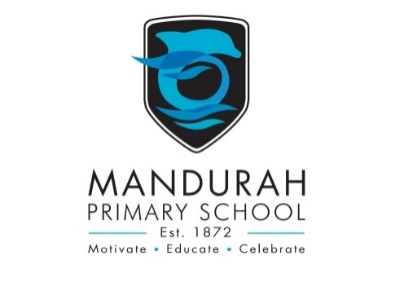 MANDURAH
PRIMARY SCHOOL
Est. 1872
Motivate • Educate • Celebrate